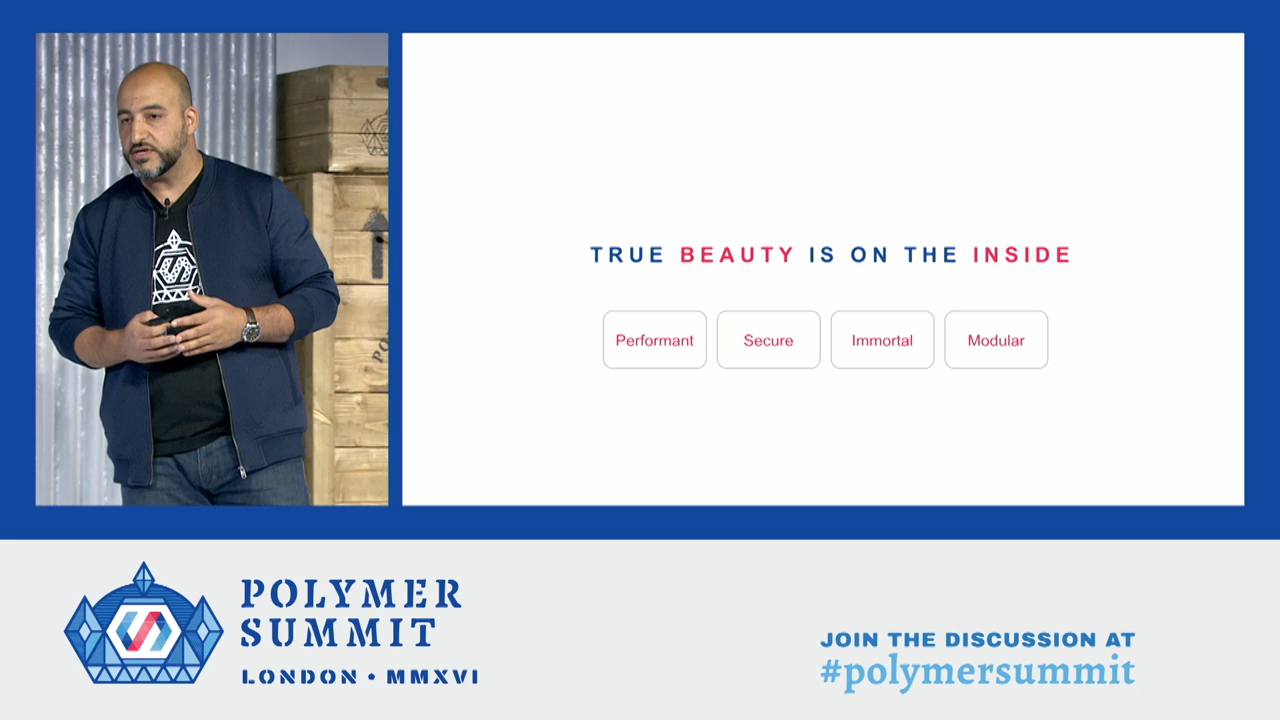 TRUE BEAUTY IS ON THE INSIDE
Performant
Secure
Immortal
Modular
POLYMER
SUMMIT
LONDON • MMXVI
JOIN THE DISCUSSION AT
#polymersummit